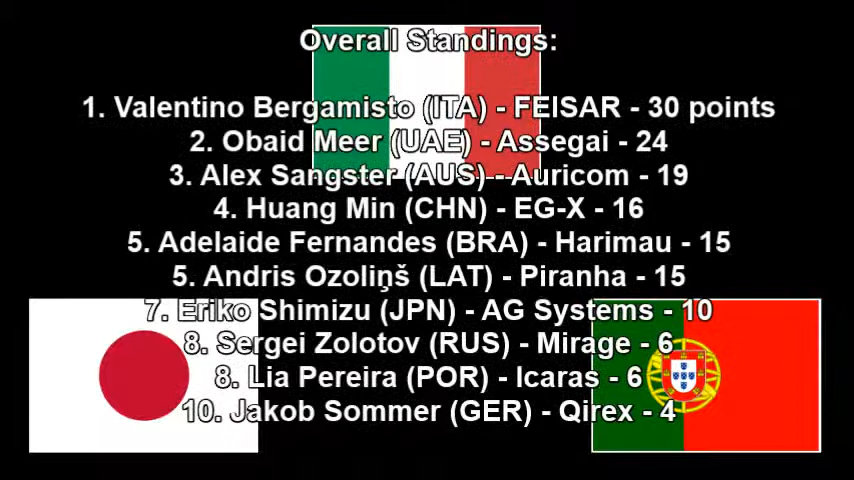 Overall Standings:
1. Valentino Bergamisto (ITA) - FEISAR - 30 points
2. Obaid Meer (UAE) - Assegai - 24
3. Alex Sangster (AUS) - Auricom - 19
4. Huang Min (CHN) - EG-X - 16
5. Adelaide Fernandes (BRA) - Harimau - 15
5. Andris Ozoliņš (LAT) - Piranha - 15
7. Eriko Shimizu (JPN) - AG Systems - 10
8. Sergei Zolotov (RUS) - Mirage - 6
8. Lia Pereira (POR) - Icaras - 6
10. Jakob Sommer (GER) - Qirex - 4